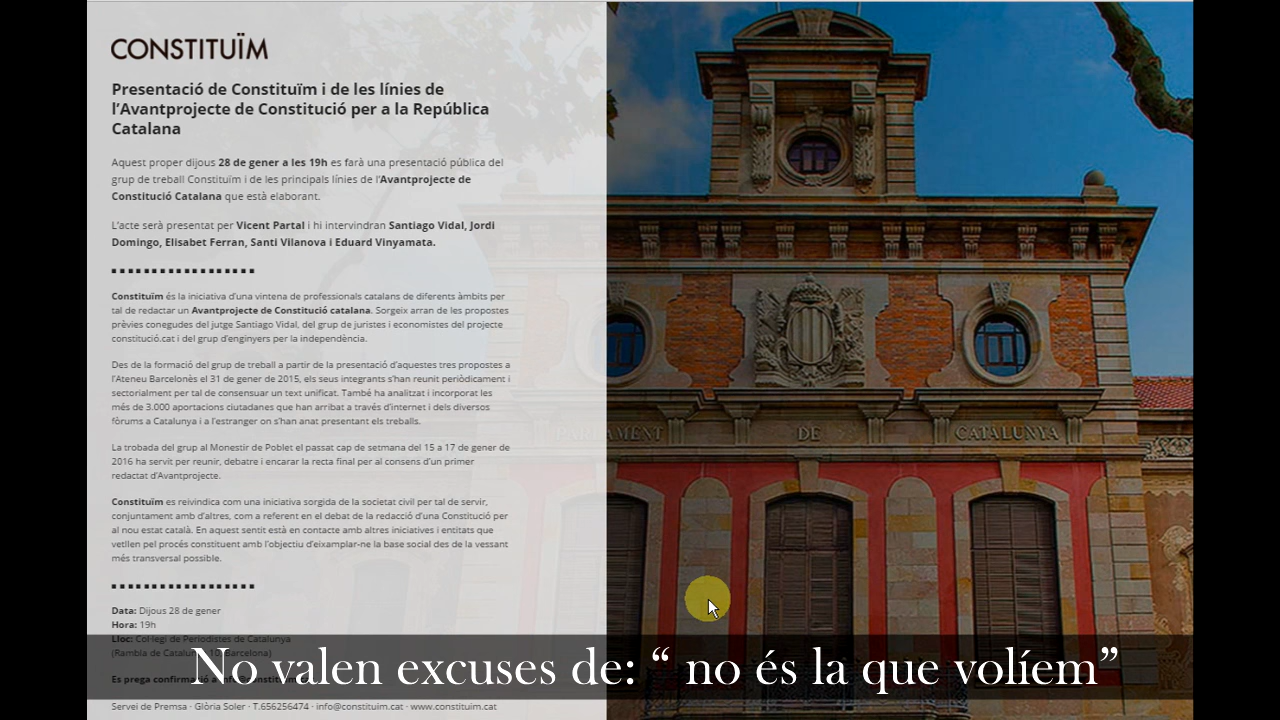 CONSTITUÏM
Presentació de Constituïm i de les línies de
l'Avantprojecte de Constitució per a la República
Catalana
Aquest proper dijous 28 de gener a les 19h es farà una presentació pública del
grup de treball Constituïm i de les principals línies de l'Avantprojecte de
Constitució Catalana que està elaborant.
L'acte serà presentat per Vicent Partal i hi intervindran Santiago Vidal, Jordi
Domingo, Elisabet Ferran, Santi Vilanova i Eduard Vinyamata.
Constituïm és la iniciativa d'una vintena de professionals catalans de diferents àmbits per
tal de redactar un Avantprojecte de Constitució catalana. Sorgeix arran de les propostes
prèvies conegudes del jutge Santiago Vidal, del grup de juristes i economistes del projecte
constitució.cat i del grup d'enginyers per la independència.
Des de la formació del grup de treball a partir de la presentació d'aquestes tres propostes a
l'Ateneu Barcelonès el 31 de gener de 2015, els seus integrants s'han reunit periòdicament i
sectorialment per tal de consensuar un text unificat. També ha analitzat i incorporat les
més de 3.000 aportacions ciutadanes que han arribat a través d'internet i dels diversos
fòrums a Catalunya i a l'estranger on s'han anat presentant els treballs.
La trobada del grup al Monestir de Poblet el passat cap de setmana del 15 a 17 de gener de
2016 ha servit per reunir, debatre i encarar la recta final per al consens d'un primer
redactat d'Avantprojecte.
Constituïm es reivindica com una iniciativa sorgida de la societat civil per tal de servir,
conjuntament amb d'altres, com a referent en el debat de la redacció d'una Constitució per
al nou estat català. En aquest sentit està en contacte amb altres iniciatives i entitats que
vetllen pel procés constituent amb l'objectiu d'eixamplar-ne la base social des de la vessant
més transversal possible.
Data: Dijous 28 de gener
Hora: 19h
Lloc: Col·legi de Periodistes de Catalunya
(Rambla de Catalunya 10, Barcelona)
Es prega confirmació a
No valen excuses de: “ no és la que volíem”
Servei de Premsa · Glòria Soler · T.656256474 · info@constituim.cat · www.constituim.cat
PARLAMENT DE CATALUNYA